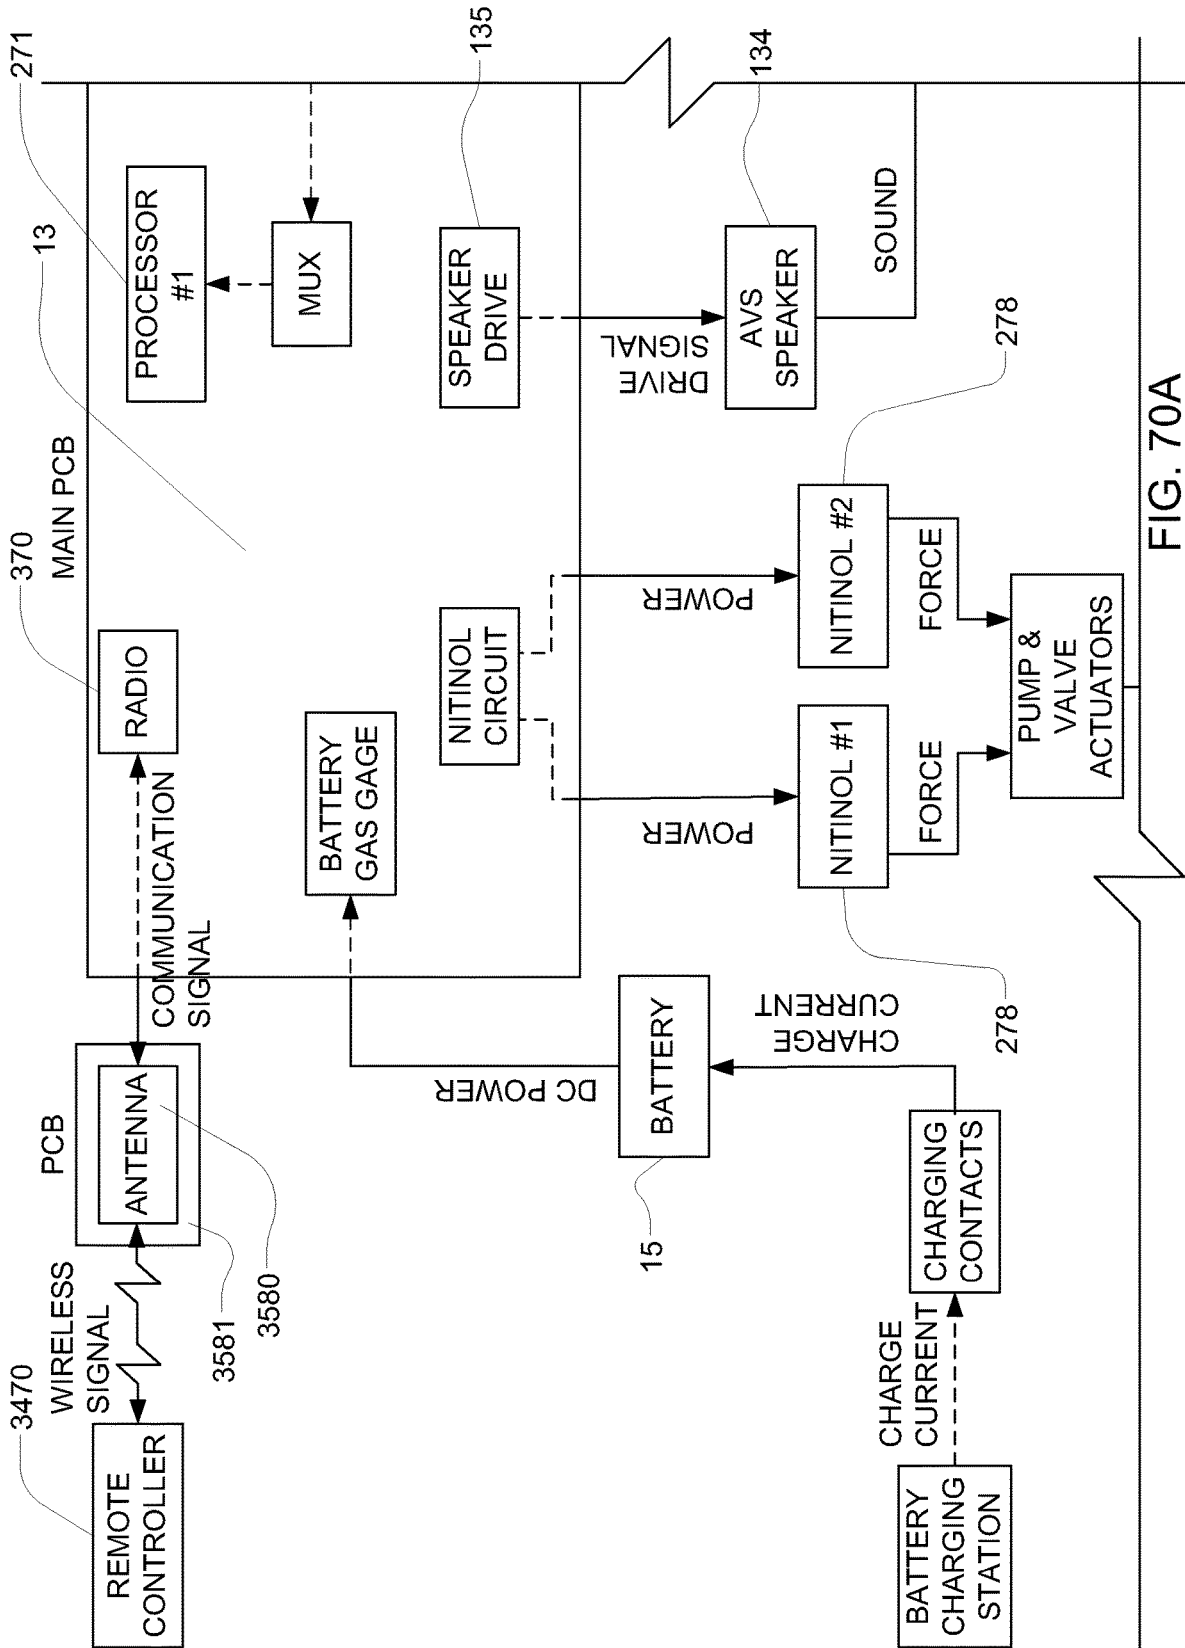 3470
REMOTE
CONTROLLER
WIRELESS
SIGNAL
3581
3580
PCB
ANTENNA
COMMUNICATION
SIGNAL
370
RADIO
MAIN PCB
13
271
PROCESSOR
#1
MUX
BATTERY
GAS GAGE
NITINOL
CIRCUIT
SPEAKER
DRIVE
135
DC POWER
BATTERY
15
CHARGE
CURRENT
POWER
POWER
DRIVE
SIGNAL
AVS
SPEAKER
134
SOUND
NITINOL #1
278
NITINOL #2
278
FORCE
FORCE
PUMP &
VALVE
ACTUATORS
BATTERY
CHARGING
STATION
CHARGE
CURRENT
CHARGING
CONTACTS
FIG. 70A